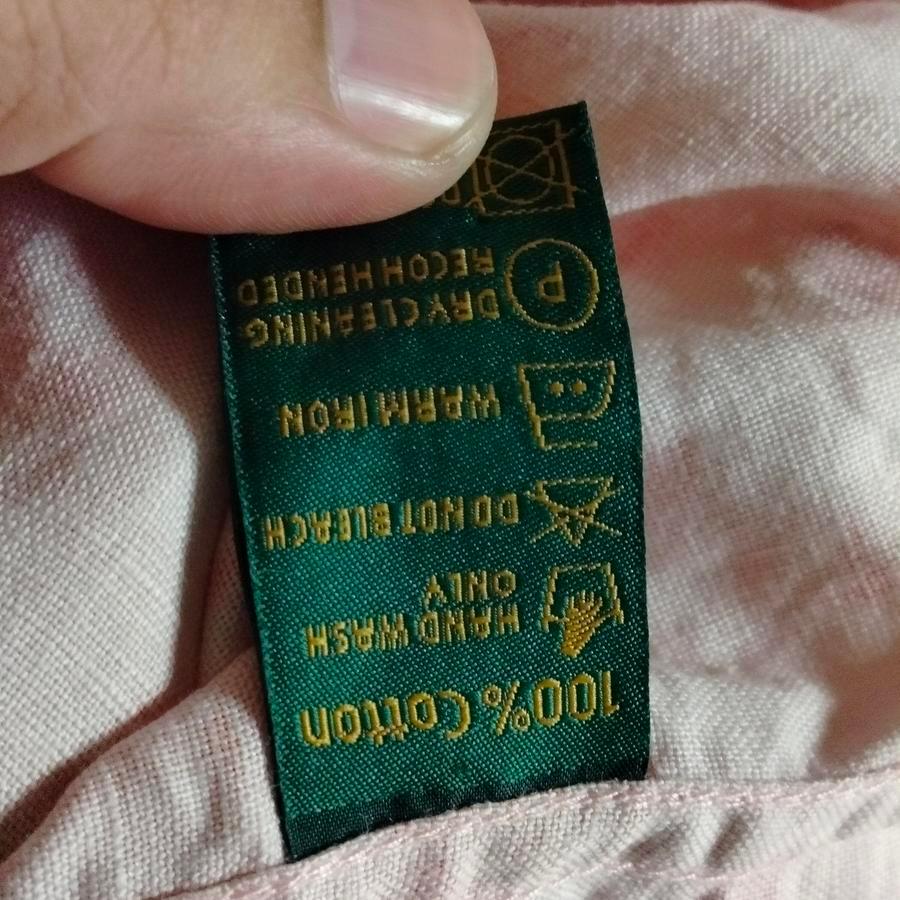 100% Cotton
HAND WASH
ONLY
DO NOT BLEACH
WARM IRON
P
DRY CLEANING
RECOMMENDED